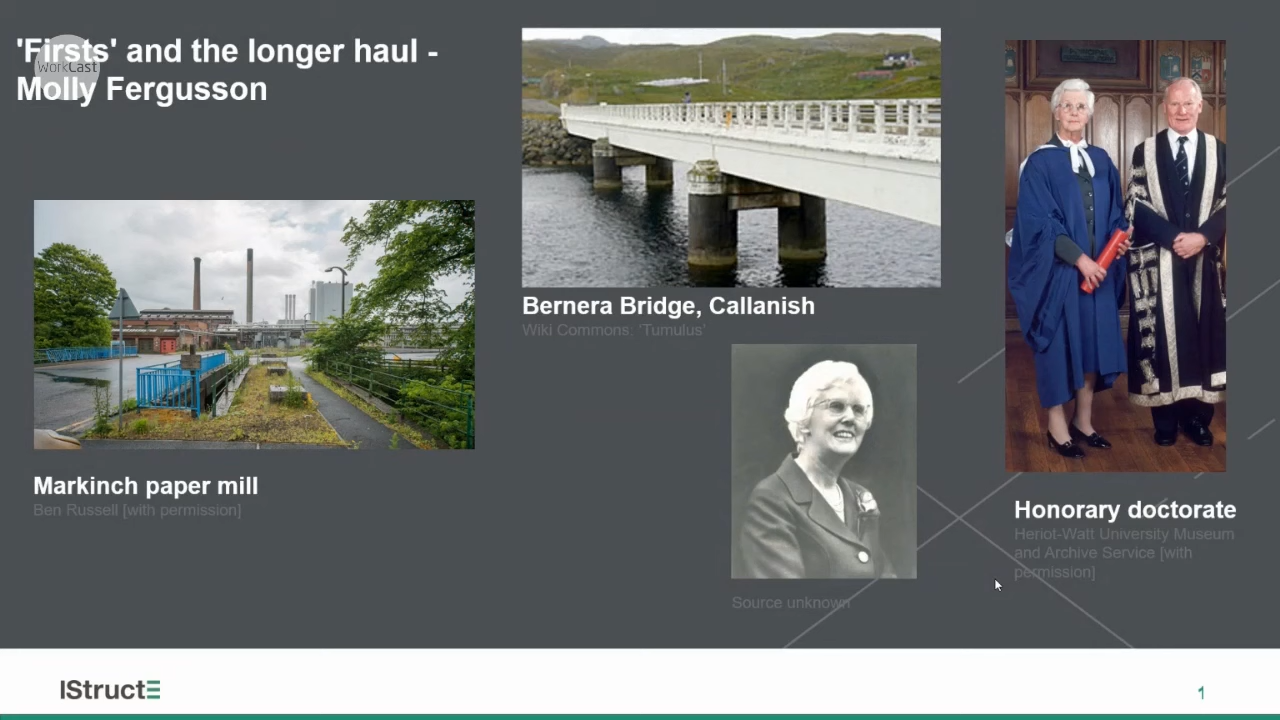 'Firsts' and the longer haul -
Molly Fergusson
WorkCast
Bernera Bridge, Callanish
Wiki Commons: 'Tumulus'
Markinch paper mill
Ben Russell [with permission]
Source unknown
Honorary doctorate
Heriot-Watt University Museum
and Archive Service [with
permission]
IStructE
1